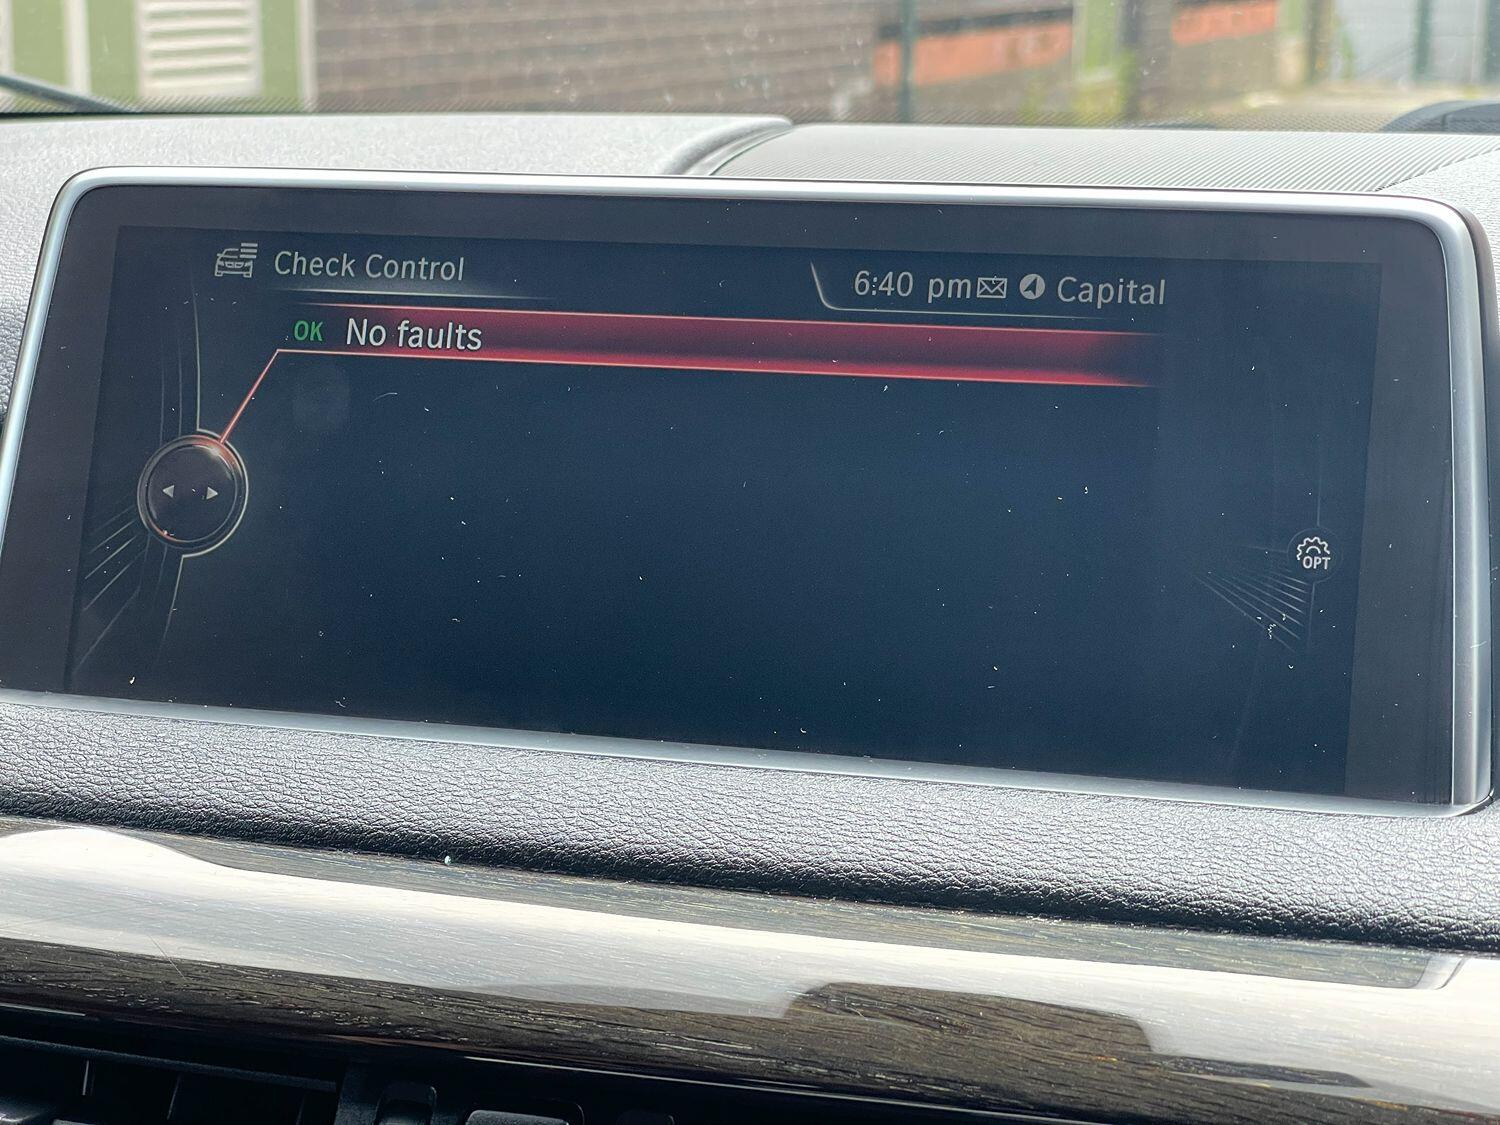 Check Control
6:40 pm Capital
OK No faults
OPT